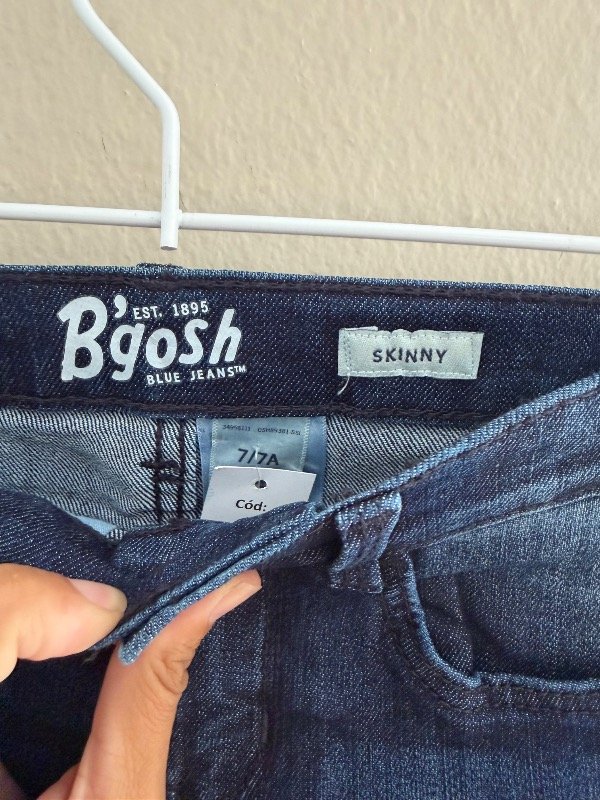 EST. 1895
B'gosh
BLUE JEANS™
SKINNY
7/7A
Cód: